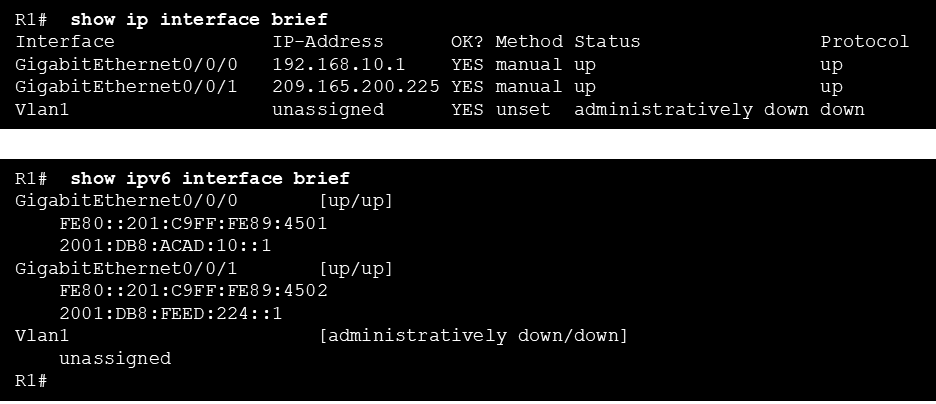 R1#  show ip interface brief
Interface              IP-Address      OK? Method Status                Protocol
GigabitEthernet0/0/0   192.168.10.1    YES manual up                    up
GigabitEthernet0/0/1   209.165.200.225 YES manual up                    up
Vlan1                  unassigned      YES unset  administratively down down
R1#  show ipv6 interface brief
GigabitEthernet0/0/0       [up/up]
    FE80::201:C9FF:FE89:4501
    2001:DB8:ACAD:10::1
GigabitEthernet0/0/1       [up/up]
    FE80::201:C9FF:FE89:4502
    2001:DB8:FEED:224::1
Vlan1                      [administratively down/down]
    unassigned
R1#